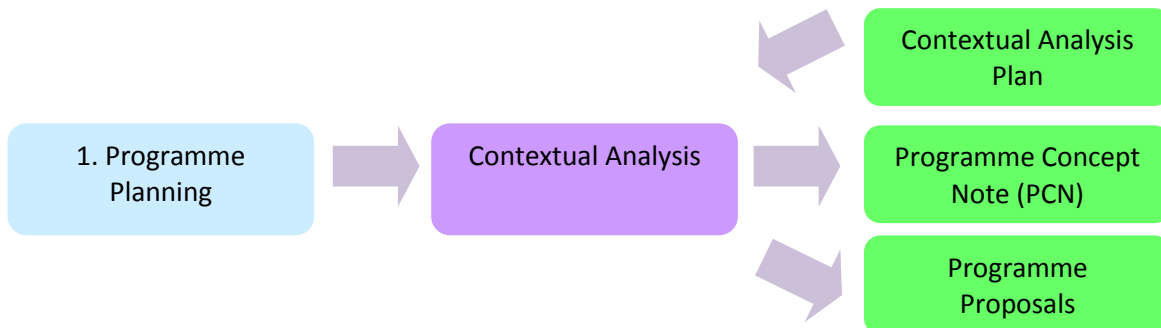 1. Programme
Planning
Contextual Analysis
Contextual Analysis
Plan
Programme Concept
Note (PCN)
Programme
Proposals